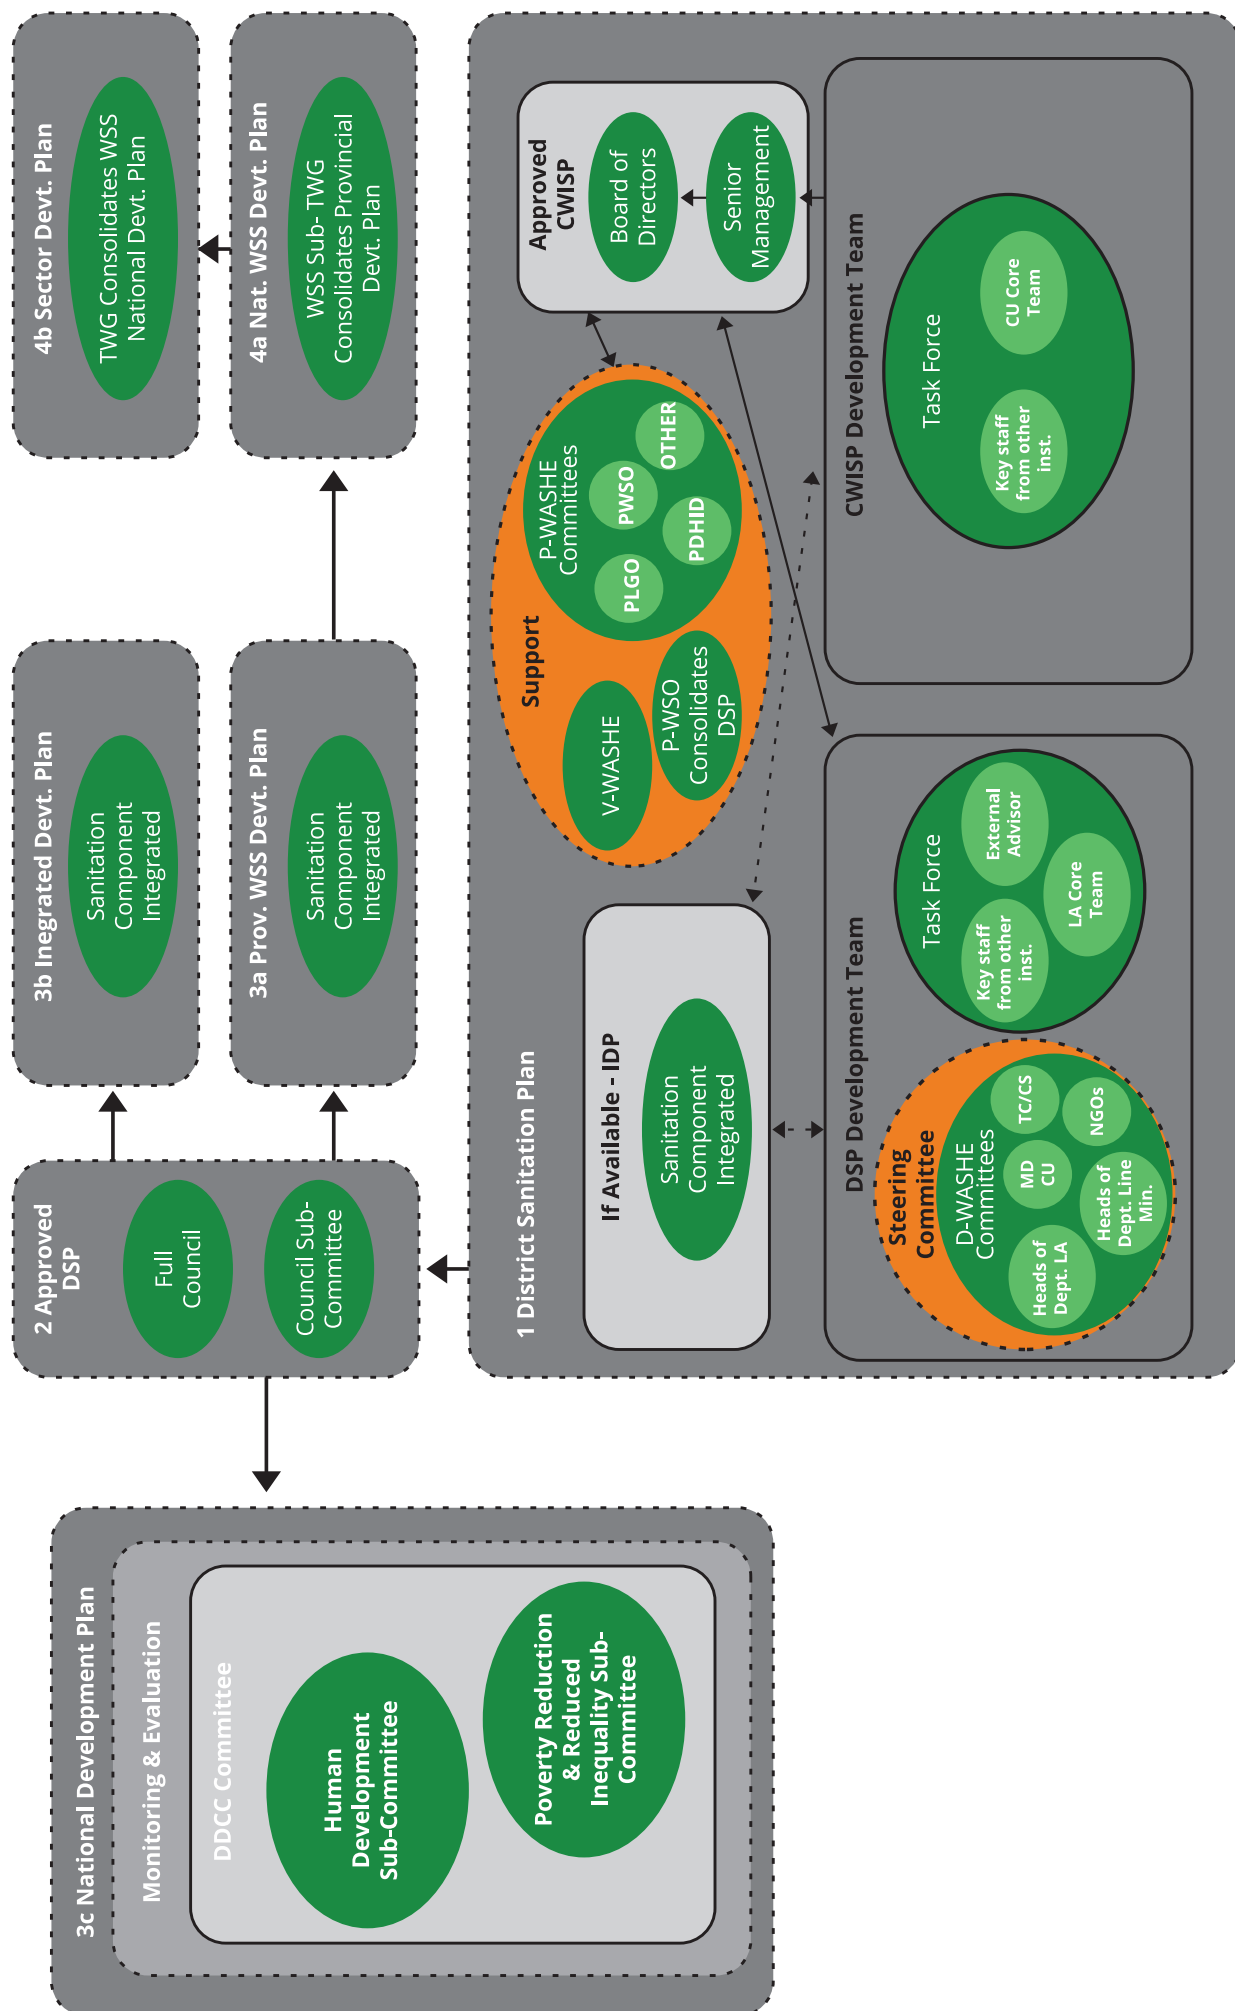 3c National Development Plan
Monitoring & Evaluation
DDCC Committee
Human
Development
Sub-Committee
Poverty Reduction
& Reduced
Inequality Sub-
Committee
2 Approved
DSP
Full
Council
Council Sub-
Committee
3b Inegrated Devt. Plan
Sanitation
Component
Integrated
3a Prov. WSS Devt. Plan
Sanitation
Component
Integrated
4b Sector Devt. Plan
TWG Consolidates WSS
National Devt. Plan
4a Nat. WSS Devt. Plan
WSS Sub- TWG
Consolidates Provincial
Devt. Plan
1 District Sanitation Plan
If Available - IDP
Sanitation
Component
Integrated
Support
V-WASHE
P-WSO
Consolidates
DSP
P-WASHE
Committees
PLGO
PWSO
PDHID
OTHER
Approved
CWISP
Board of
Directors
Senior
Management
DSP Development Team
Steering
Committee
D-WASHE
Committees
Heads of
Dept. LA
MD
CU
TC/CS
Heads of
Dept. Line
Min.
NGOs
Task Force
Key staff
from other
inst.
External
Advisor
LA Core
Team
CWISP Development Team
Task Force
Key staff
from other
inst.
CU Core
Team